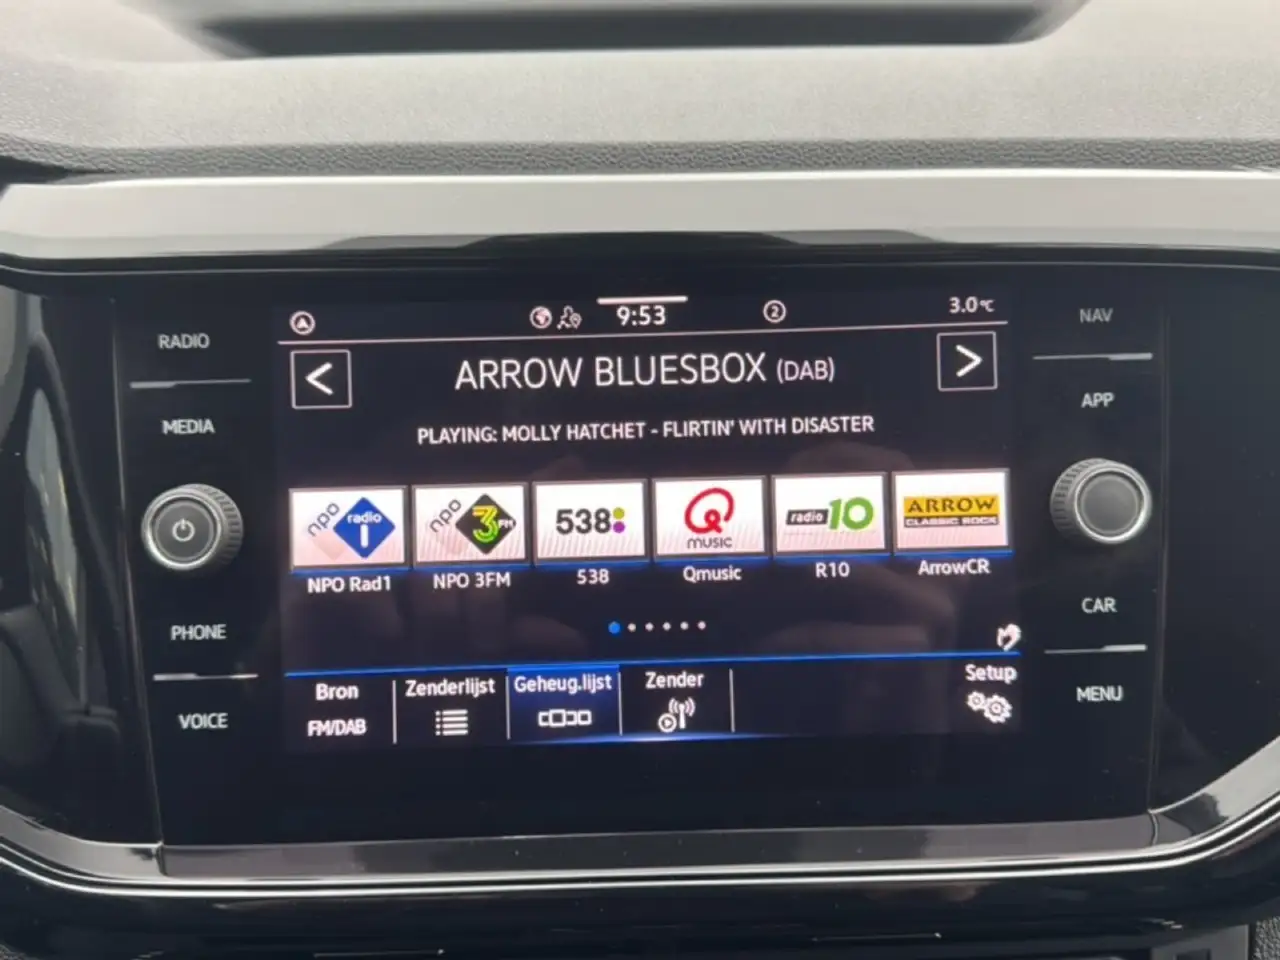 RADIO
MEDIA
PHONE
VOICE
A
9:53
2
3.0°C
<
ARROW BLUESBOX (DAB)
>
PLAYING: MOLLY HATCHET - FLIRTIN' WITH DISASTER
npo radio 1
npo 3FM
538
Q MUSIC
radio 10
ARROW CLASSIC ROCK
NPO Rad1
NPO 3FM
538
Qmusic
R10
ArrowCR
Bron
FM/DAB
Zenderlijst
Geheug.lijst
Zender
Setup
NAV
APP
CAR
MENU